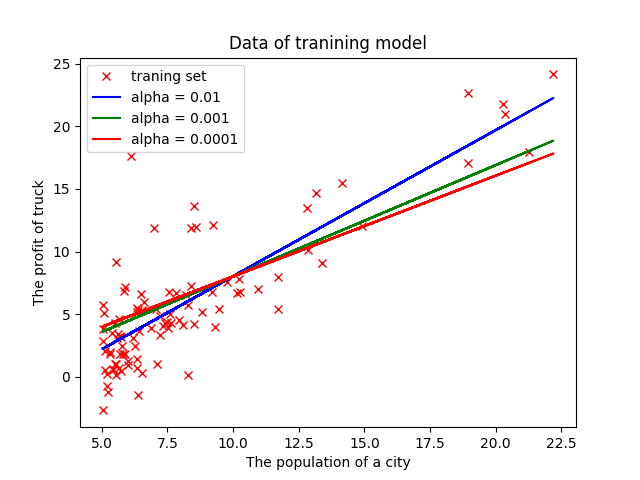 Data of tranining model
traning set
alpha = 0.01
alpha = 0.001
alpha = 0.0001
The profit of truck
25
20
15
10
5
0
5.0 7.5 10.0 12.5 15.0 17.5 20.0 22.5
The population of a city